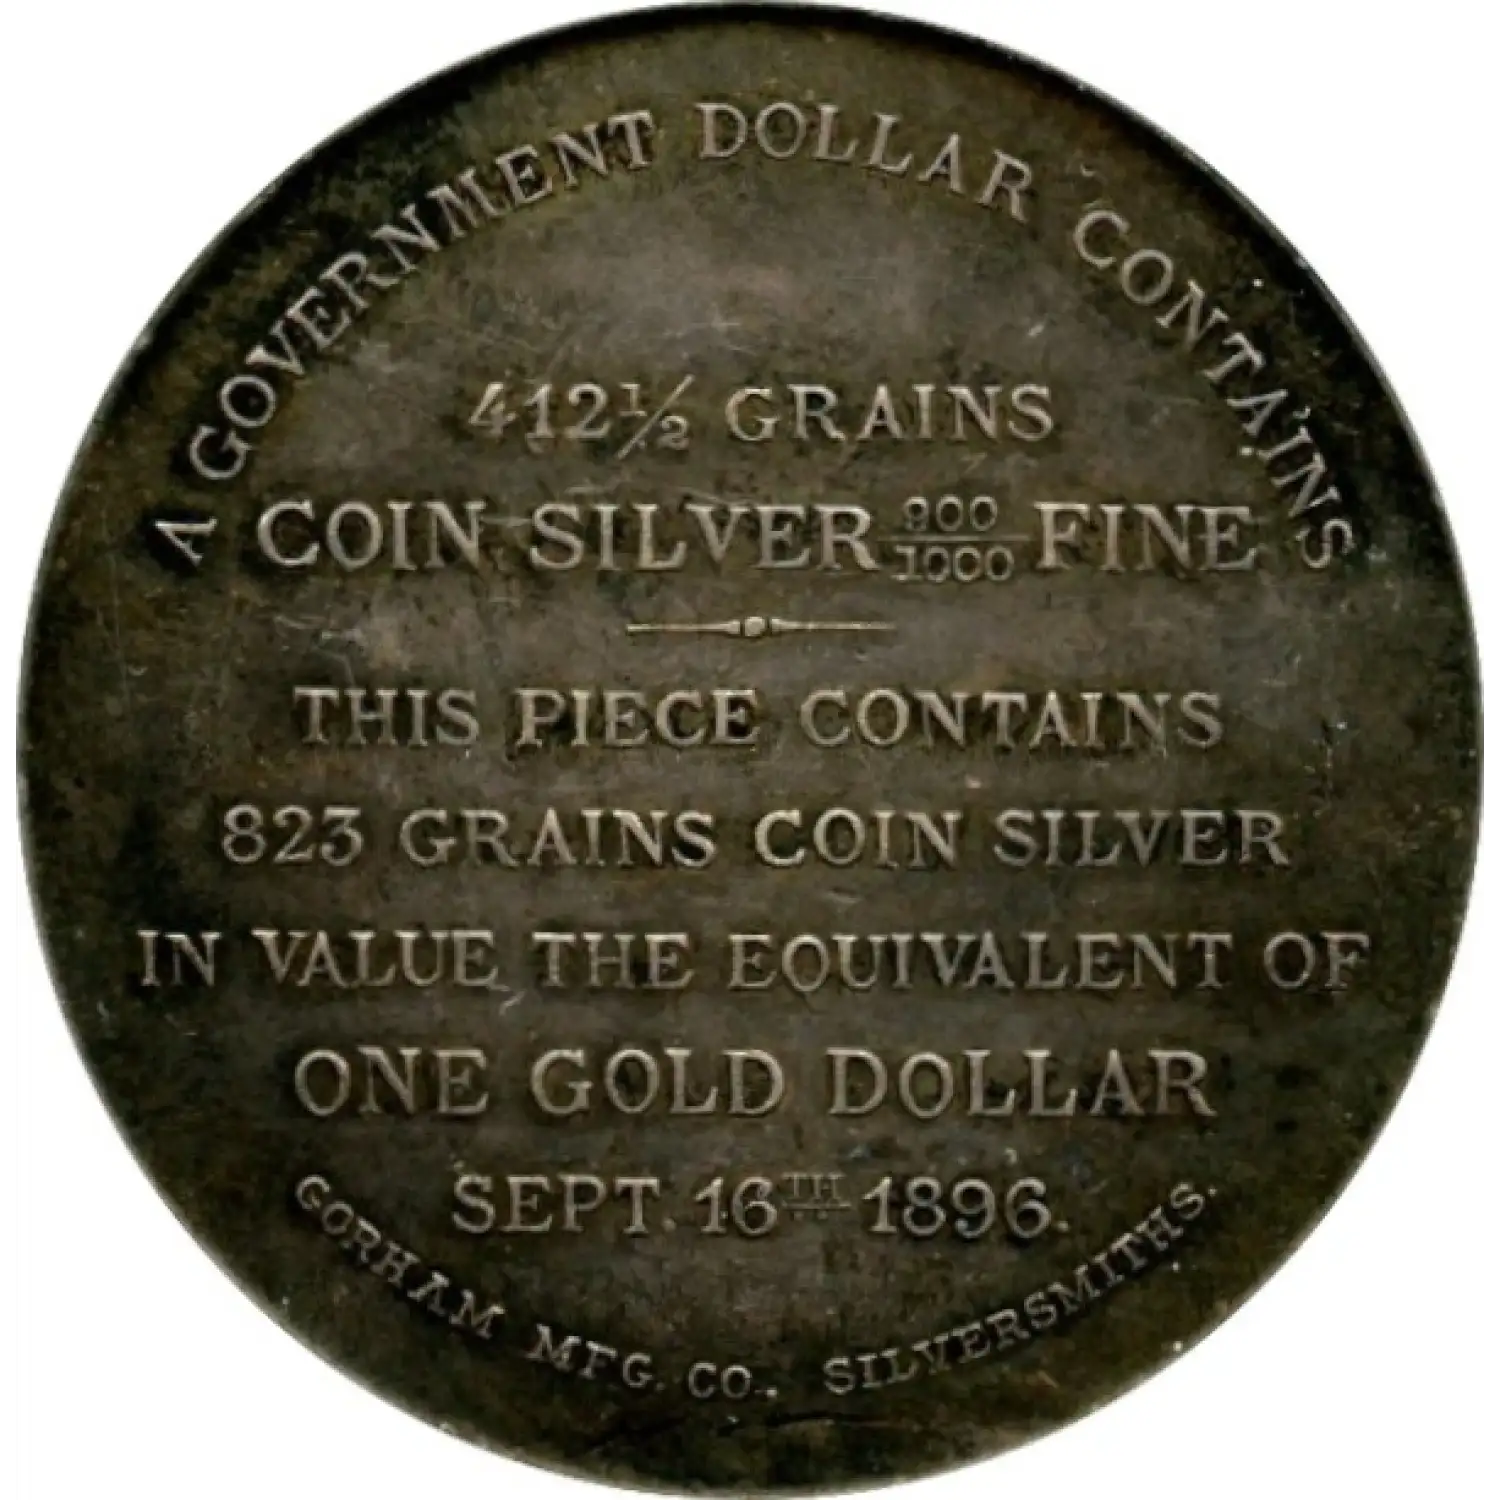 A GOVERNMENT DOLLAR CONTAINS
412½ GRAINS
COIN SILVER 900/1000 FINE
THIS PIECE CONTAINS
823 GRAINS COIN SILVER
IN VALUE THE EQUIVALENT OF
ONE GOLD DOLLAR
SEPT. 16TH 1896.
GORHAM MFG. CO. SILVERSMITHS.